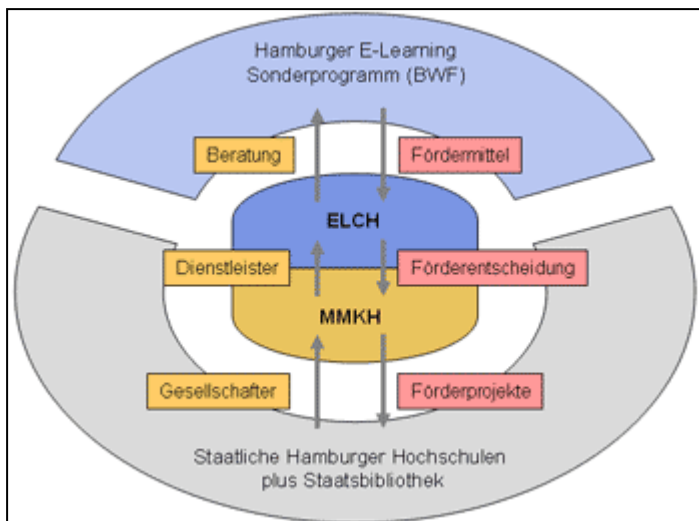 Hamburger E-Learning
Sonderprogramm (BWF)
Beratung
Fördermittel
ELCH
Dienstleister
Förderentscheidung
MMKH
Gesellschafter
Förderprojekte
Staatliche Hamburger Hochschulen
plus Staatsbibliothek